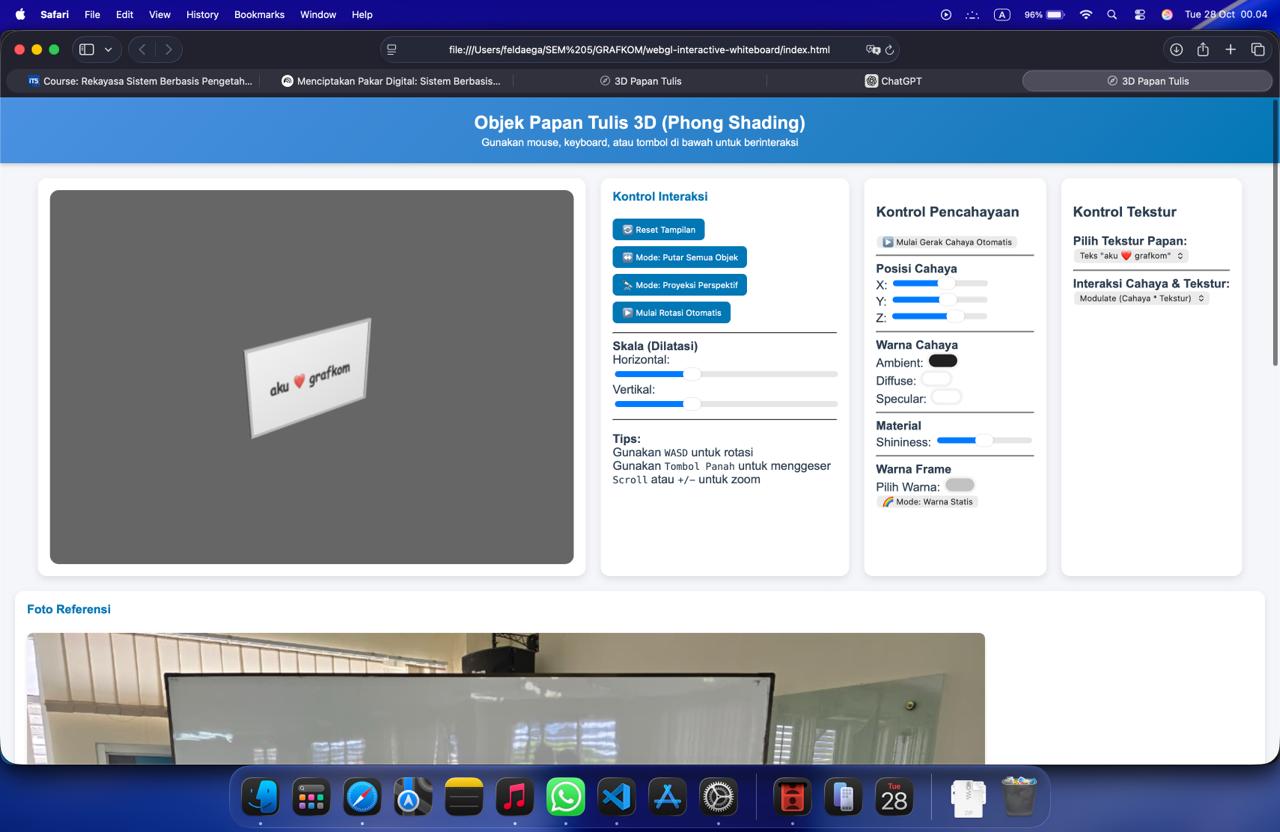 Safari File Edit View History Bookmarks Window Help
A 96% Tue 28 Oct 00.04
file:///Users/feldaega/SEM%205/GRAFKOM/webgl-interactive-whiteboard/index.html
ITS Course: Rekayasa Sistem Berbasis Pengetah...
Menciptakan Pakar Digital: Sistem Berbasis...
3D Papan Tulis
ChatGPT
3D Papan Tulis
Objek Papan Tulis 3D (Phong Shading)
Gunakan mouse, keyboard, atau tombol di bawah untuk berinteraksi
aku ❤️ grafkom
Kontrol Interaksi
Reset Tampilan
Mode: Putar Semua Objek
Mode: Proyeksi Perspektif
Mulai Rotasi Otomatis
Skala (Dilatasi)
Horizontal:
Vertikal:
Tips:
Gunakan WASD untuk rotasi
Gunakan Tombol Panah untuk menggeser
Scroll atau +/- untuk zoom
Kontrol Pencahayaan
Mulai Gerak Cahaya Otomatis
Posisi Cahaya
X:
Y:
Z:
Warna Cahaya
Ambient:
Diffuse:
Specular:
Material
Shininess:
Warna Frame
Pilih Warna:
🌈 Mode: Warna Statis
Kontrol Tekstur
Pilih Tekstur Papan:
Teks "aku ❤️ grafkom"
Interaksi Cahaya & Tekstur:
Modulate (Cahaya * Tekstur)
Foto Referensi
Tue
28